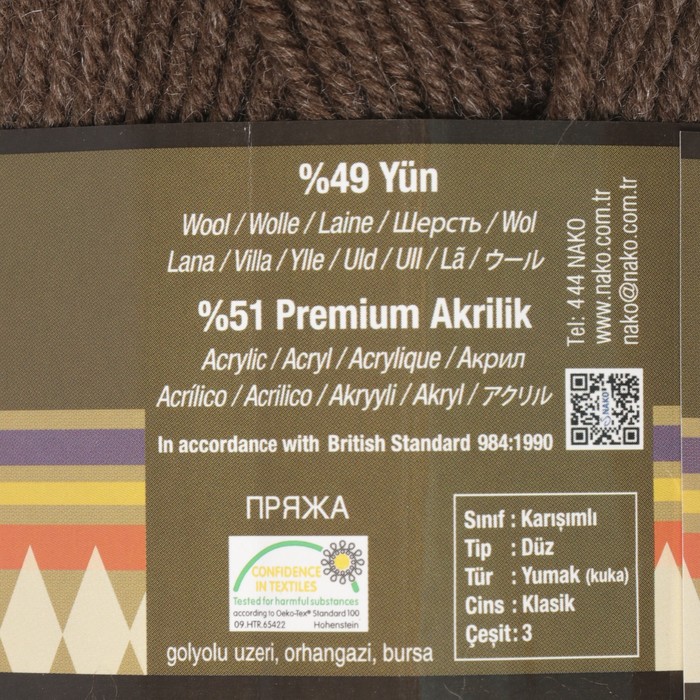 %49 Yün
Wool / Wolle / Laine / Шерсть / Wol
Lana / Villa / Ylle / Uld / Ull / Lã / ウール
%51 Premium Akrilik
Acrylic / Acryl / Acrylique / Акрил
Acrílico / Acrilico / Akryyli / Akryl / アクリル
In accordance with British Standard 984:1990
Tel: 444 NAKO
www.nako.com.tr
nako@nako.com.tr
NAKO
ПРЯЖА
CONFIDENCE
IN TEXTILES
Tested for harmful substances
according to Oeko-Tex® Standard 100
09.HTR.65422 Hohenstein
golyolu uzeri, orhangazi, bursa
Sınıf : Karışımlı
Tip : Düz
Tür : Yumak (kuka)
Cins : Klasik
Çeşit: 3